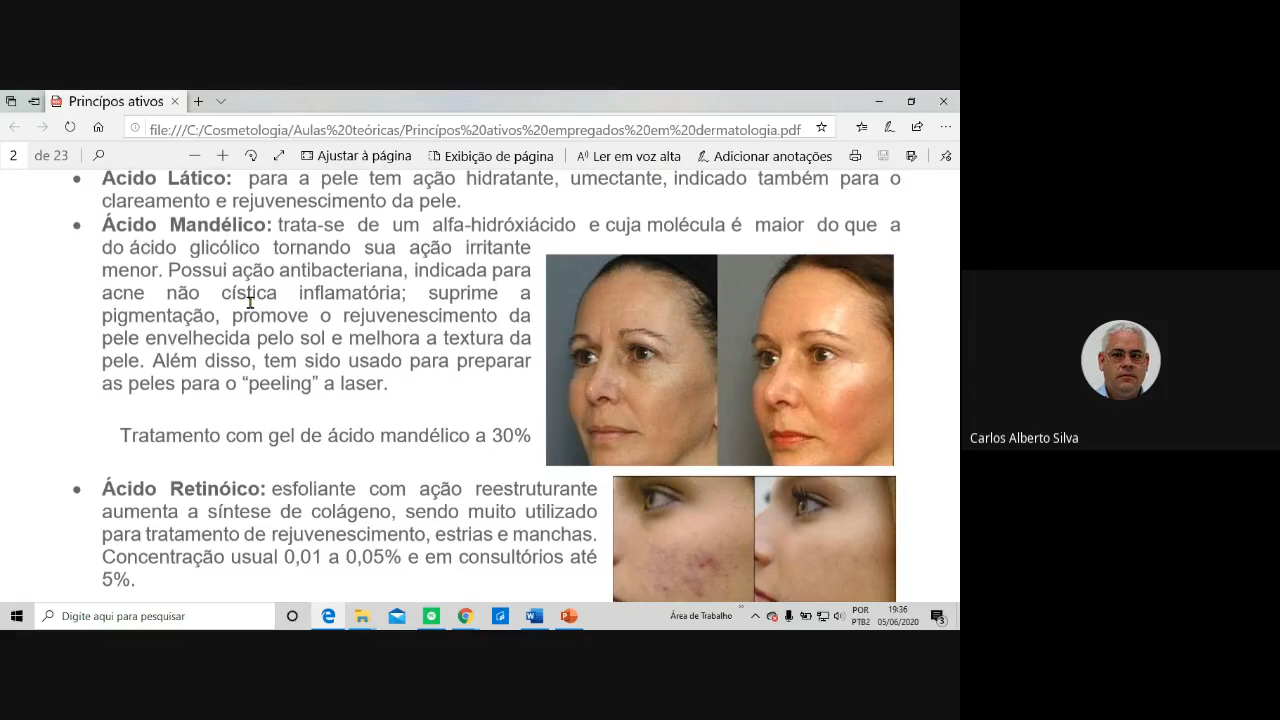 Princípos ativos
file:///C:/Cosmetologia/Aulas%20teóricas/Princípos%20ativos%20empregados%20em%20dermatologia.pdf
2 de 23 Ajustar à página Exibição de página Ler em voz alta Adicionar anotações
• Ácido Lático: para a pele tem ação hidratante, umectante, indicado também para o
clareamento e rejuvenescimento da pele.
• Ácido Mandélico: trata-se de um alfa-hidróxiácido e cuja molécula é maior do que a
do ácido glicólico tornando sua ação irritante
menor. Possui ação antibacteriana, indicada para
acne não cística inflamatória; suprime a
pigmentação, promove o rejuvenescimento da
pele envelhecida pelo sol e melhora a textura da
pele. Além disso, tem sido usado para preparar
as peles para o “peeling” a laser.
Tratamento com gel de ácido mandélico a 30%
• Ácido Retinóico: esfoliante com ação reestruturante
aumenta a síntese de colágeno, sendo muito utilizado
para tratamento de rejuvenescimento, estrias e manchas.
Concentração usual 0,01 a 0,05% e em consultórios até
5%.
Carlos Alberto Silva
Digite aqui para pesquisar
Área de Trabalho
POR
PTB2
19:36
05/06/2020
3